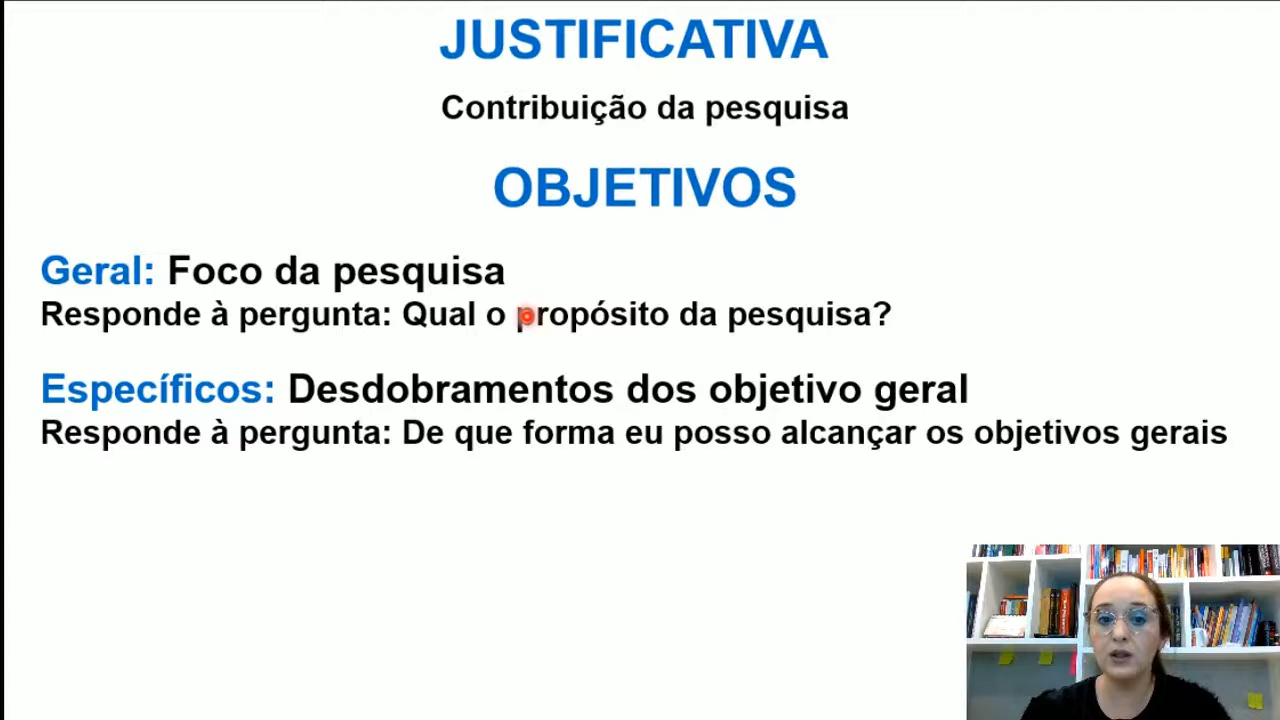 JUSTIFICATIVA
Contribuição da pesquisa
OBJETIVOS
Geral: Foco da pesquisa
Responde à pergunta: Qual o propósito da pesquisa?
Específicos: Desdobramentos dos objetivo geral
Responde à pergunta: De que forma eu posso alcançar os objetivos gerais